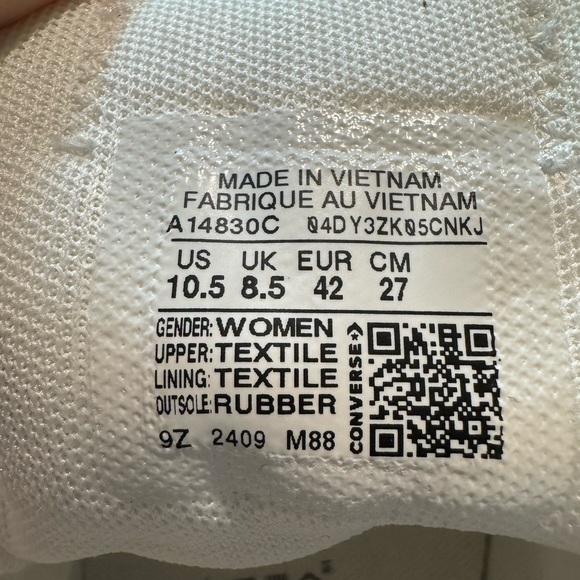 MADE IN VIETNAM
FABRIQUE AU VIETNAM
A14830C 04DY3ZK05CNKJ
US UK EUR CM
10.5 8.5 42 27
GENDER: WOMEN
UPPER: TEXTILE
LINING: TEXTILE
OUTSOLE: RUBBER
CONVERSE
9Z 2409 M88